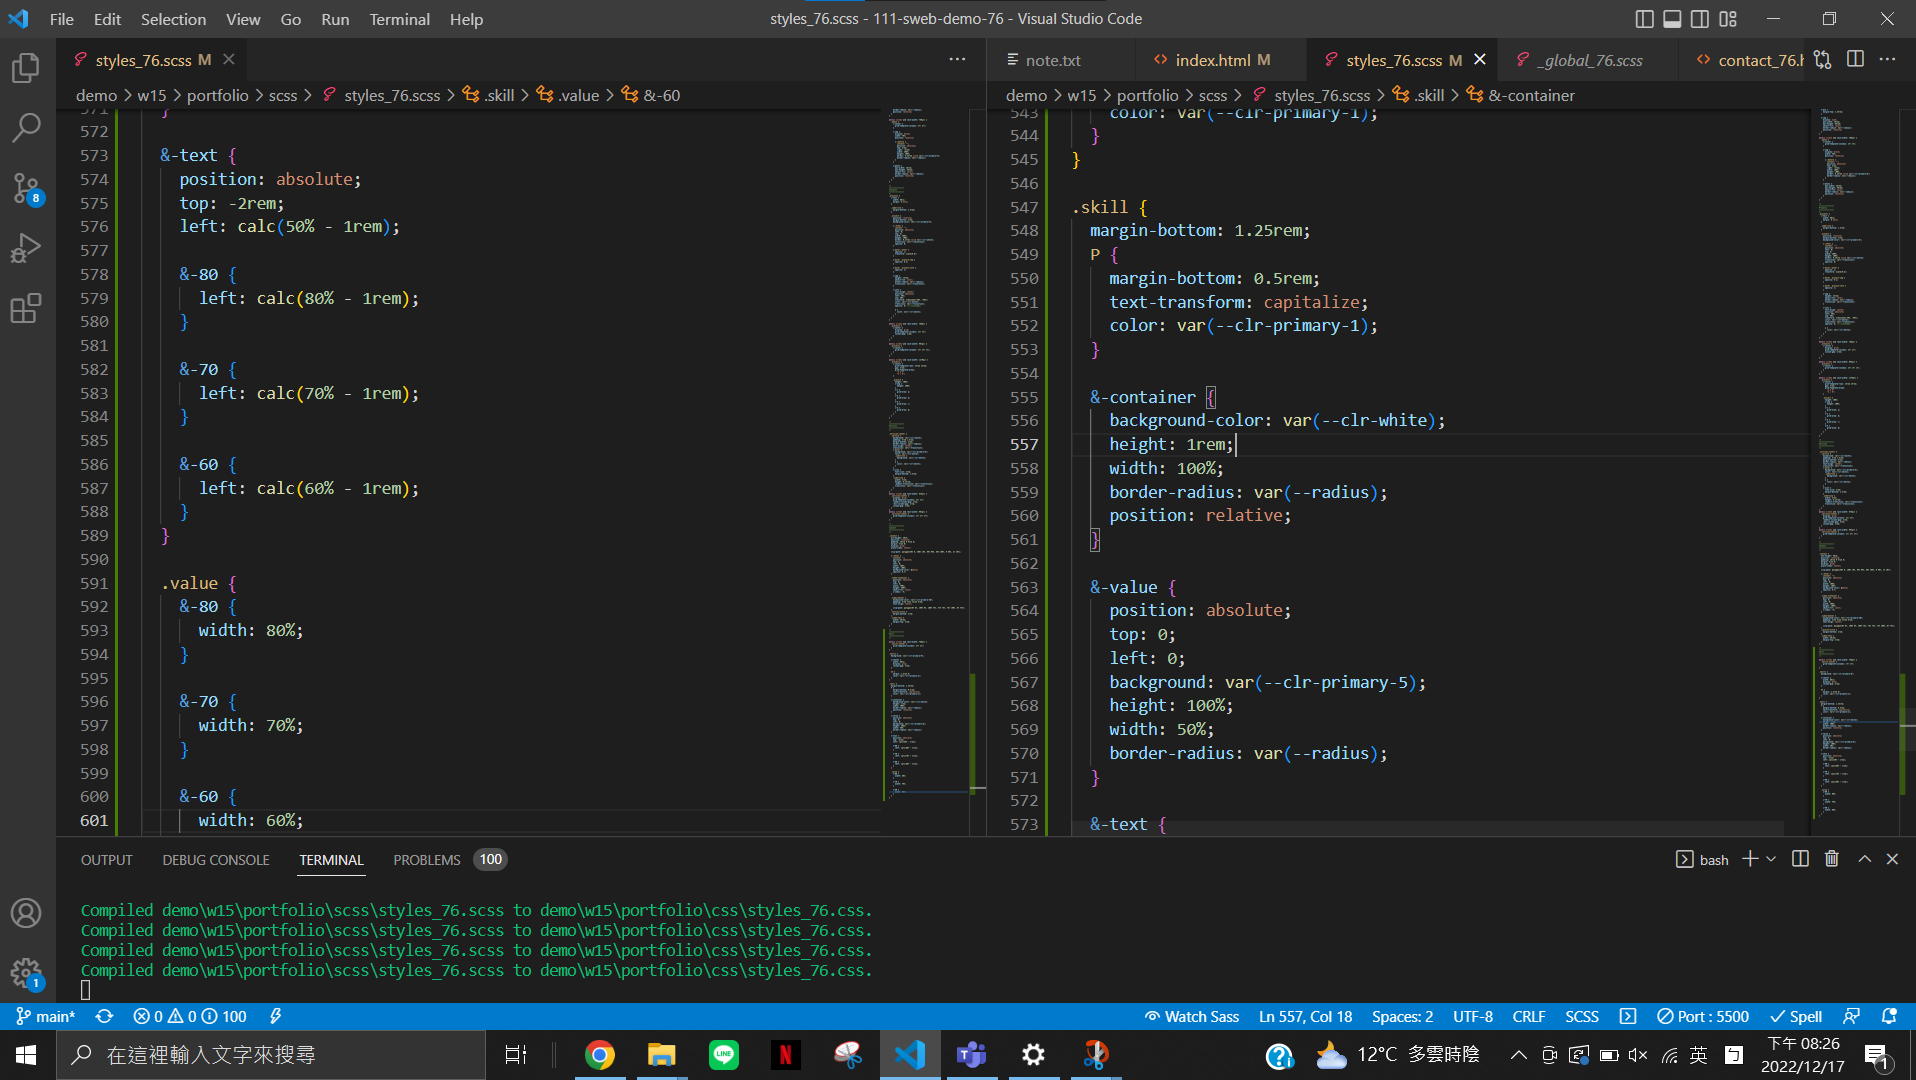 File Edit Selection View Go Run Terminal Help
styles_76.scss - 111-sweb-demo-76 - Visual Studio Code
styles_76.scss M
demo > w15 > portfolio > scss > styles_76.scss > .skill > .value > &-60
571 }
572
573 &-text {
574 position: absolute;
575 top: -2rem;
576 left: calc(50% - 1rem);
577
578 &-80 {
579 left: calc(80% - 1rem);
580 }
581
582 &-70 {
583 left: calc(70% - 1rem);
584 }
585
586 &-60 {
587 left: calc(60% - 1rem);
588 }
589 }
590
591 .value {
592 &-80 {
593 width: 80%;
594 }
595
596 &-70 {
597 width: 70%;
598 }
599
600 &-60 {
601 width: 60%;
note.txt index.html M styles_76.scss M _global_76.scss contact_76.h
demo > w15 > portfolio > scss > styles_76.scss > .skill > &-container
543 color: var(--clr-primary-1);
544 }
545 }
546
547 .skill {
548 margin-bottom: 1.25rem;
549 P {
550 margin-bottom: 0.5rem;
551 text-transform: capitalize;
552 color: var(--clr-primary-1);
553 }
554
555 &-container {
556 background-color: var(--clr-white);
557 height: 1rem;
558 width: 100%;
559 border-radius: var(--radius);
560 position: relative;
561 }
562
563 &-value {
564 position: absolute;
565 top: 0;
566 left: 0;
567 background: var(--clr-primary-5);
568 height: 100%;
569 width: 50%;
570 border-radius: var(--radius);
571 }
572
573 &-text {
8
1
OUTPUT DEBUG CONSOLE TERMINAL PROBLEMS 100
bash
Compiled demo\w15\portfolio\scss\styles_76.scss to demo\w15\portfolio\css\styles_76.css.
Compiled demo\w15\portfolio\scss\styles_76.scss to demo\w15\portfolio\css\styles_76.css.
Compiled demo\w15\portfolio\scss\styles_76.scss to demo\w15\portfolio\css\styles_76.css.
Compiled demo\w15\portfolio\scss\styles_76.scss to demo\w15\portfolio\css\styles_76.css.
main* 0 0 100 Watch Sass Ln 557, Col 18 Spaces: 2 UTF-8 CRLF SCSS Port : 5500 Spell
在這裡輸入文字來搜尋
LINE
N
12°C 多雲時陰
英
下午 08:26
2022/12/17
1